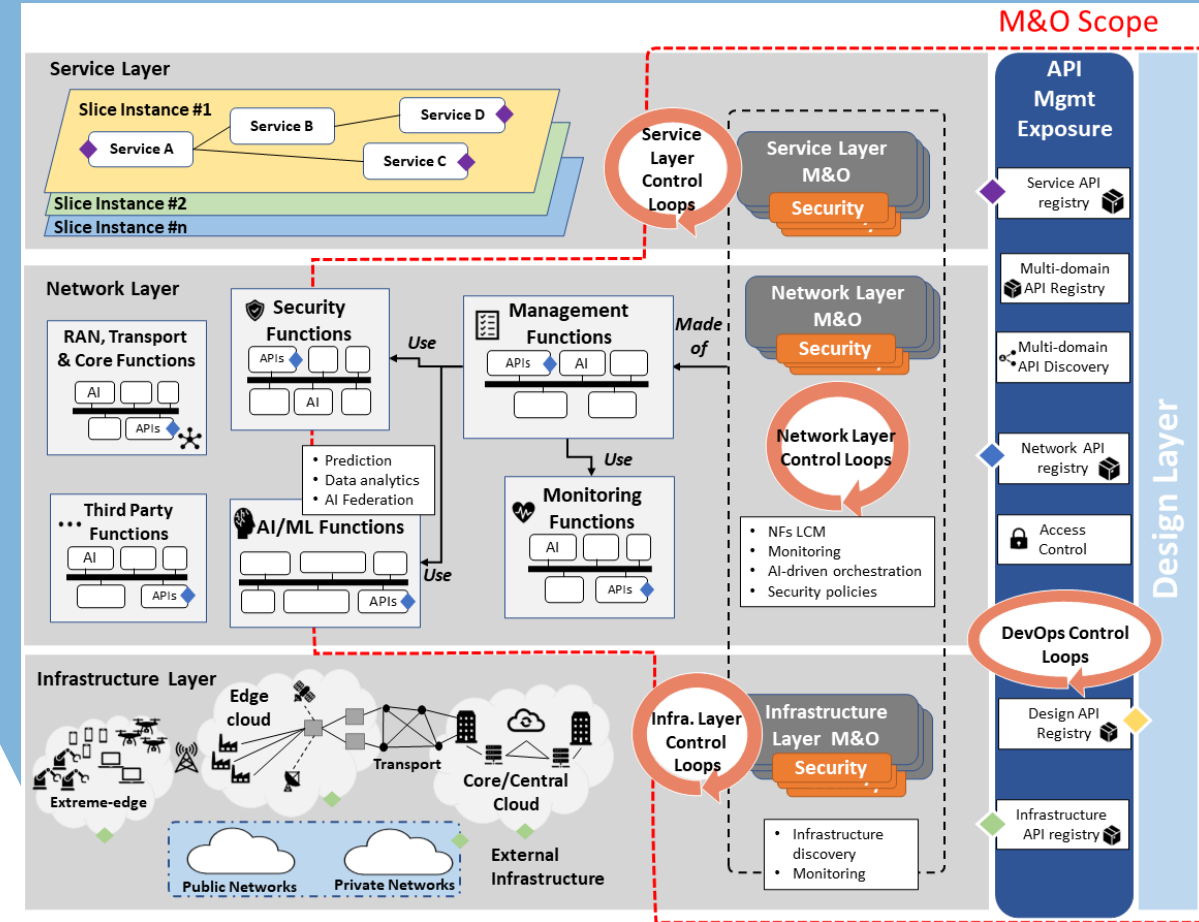 M&O Scope
Service Layer
Slice Instance #1
Service A
Service B
Service D
Service C
Slice Instance #2
Slice Instance #n
Service
Layer
Control
Loops
Service Layer
M&O
Security
Network Layer
RAN, Transport
& Core Functions
AI
APIs
Third Party
Functions
AI
APIs
Security
Functions
APIs
AI
Use
Management
Functions
APIs
AI
Made
of
• Prediction
• Data analytics
• AI Federation
AI/ML Functions
APIs
Use
Use
Monitoring
Functions
AI
APIs
Network Layer
M&O
Security
Network Layer
Control Loops
• NFs LCM
• Monitoring
• AI-driven orchestration
• Security policies
Infrastructure Layer
Extreme-edge
Edge
cloud
Transport
Core/Central
Cloud
Public Networks
Private Networks
External
Infrastructure
Infra. Layer
Control
Loops
Infrastructure
Layer M&O
Security
• Infrastructure
discovery
• Monitoring
API
Mgmt
Exposure
Service API
registry
Multi-domain
API Registry
Multi-domain
API Discovery
Network API
registry
Access
Control
DevOps Control
Loops
Design API
Registry
Infrastructure
API registry
Design Layer